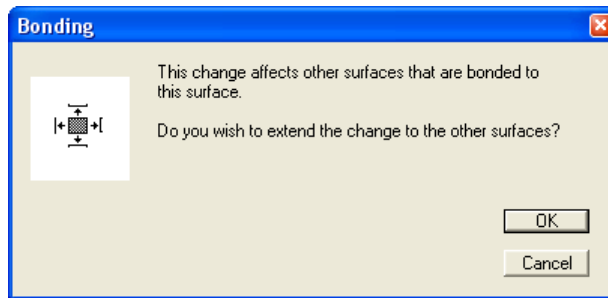 Bonding
This change affects other surfaces that are bonded to
this surface.
Do you wish to extend the change to the other surfaces?
OK
Cancel